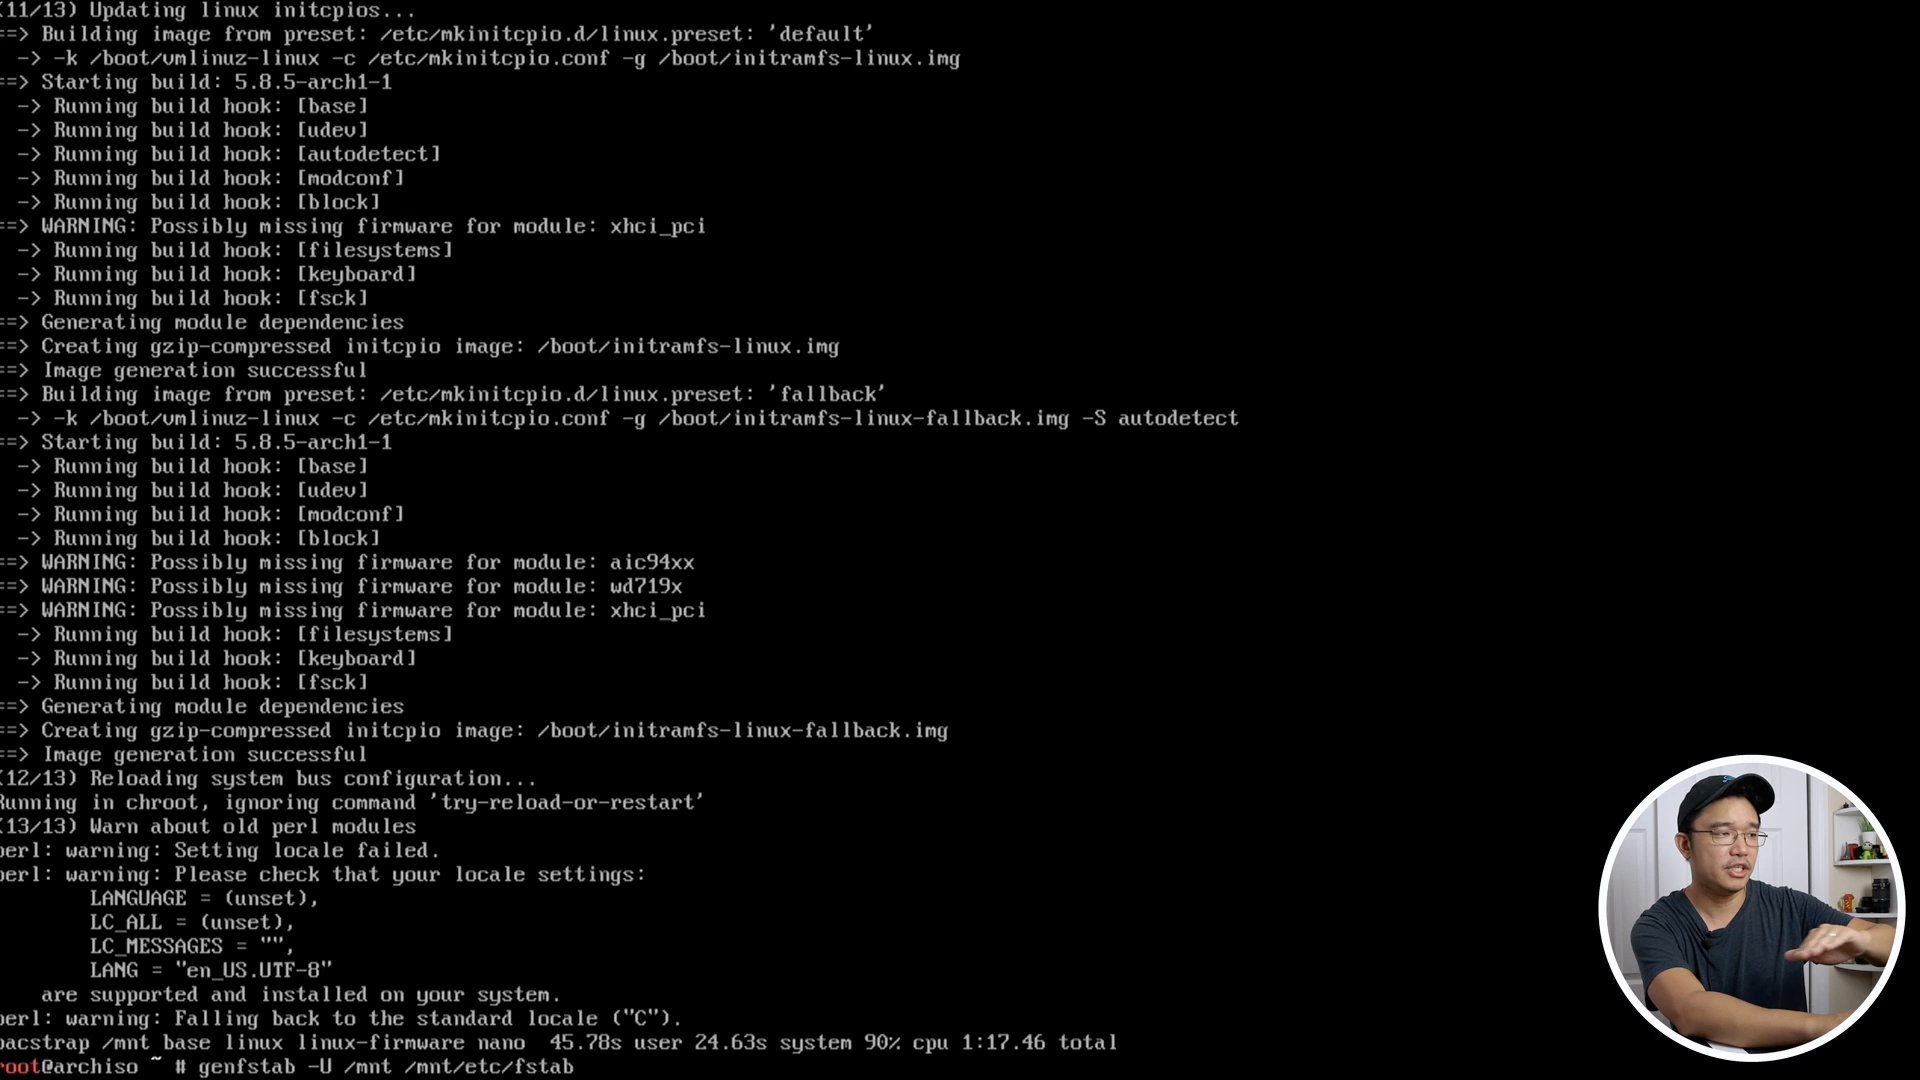 (11/13) Updating linux initcpios...
==> Building image from preset: /etc/mkinitcpio.d/linux.preset: 'default'
  -> -k /boot/vmlinuz-linux -c /etc/mkinitcpio.conf -g /boot/initramfs-linux.img
==> Starting build: 5.8.5-arch1-1
  -> Running build hook: [base]
  -> Running build hook: [udev]
  -> Running build hook: [autodetect]
  -> Running build hook: [modconf]
  -> Running build hook: [block]
==> WARNING: Possibly missing firmware for module: xhci_pci
  -> Running build hook: [filesystems]
  -> Running build hook: [keyboard]
  -> Running build hook: [fsck]
==> Generating module dependencies
==> Creating gzip-compressed initcpio image: /boot/initramfs-linux.img
==> Image generation successful
==> Building image from preset: /etc/mkinitcpio.d/linux.preset: 'fallback'
  -> -k /boot/vmlinuz-linux -c /etc/mkinitcpio.conf -g /boot/initramfs-linux-fallback.img -S autodetect
==> Starting build: 5.8.5-arch1-1
  -> Running build hook: [base]
  -> Running build hook: [udev]
  -> Running build hook: [modconf]
  -> Running build hook: [block]
==> WARNING: Possibly missing firmware for module: aic94xx
==> WARNING: Possibly missing firmware for module: wd719x
==> WARNING: Possibly missing firmware for module: xhci_pci
  -> Running build hook: [filesystems]
  -> Running build hook: [keyboard]
  -> Running build hook: [fsck]
==> Generating module dependencies
==> Creating gzip-compressed initcpio image: /boot/initramfs-linux-fallback.img
==> Image generation successful
(12/13) Reloading system bus configuration...
Running in chroot, ignoring command 'try-reload-or-restart'
(13/13) Warn about old perl modules
perl: warning: Setting locale failed.
perl: warning: Please check that your locale settings:
        LANGUAGE = (unset),
        LC_ALL = (unset),
        LC_MESSAGES = "",
        LANG = "en_US.UTF-8"
    are supported and installed on your system.
perl: warning: Falling back to the standard locale ("C").
pacstrap /mnt base linux linux-firmware nano  45.78s user 24.63s system 90% cpu 1:17.46 total
root@archiso ~ # genfstab -U /mnt /mnt/etc/fstab